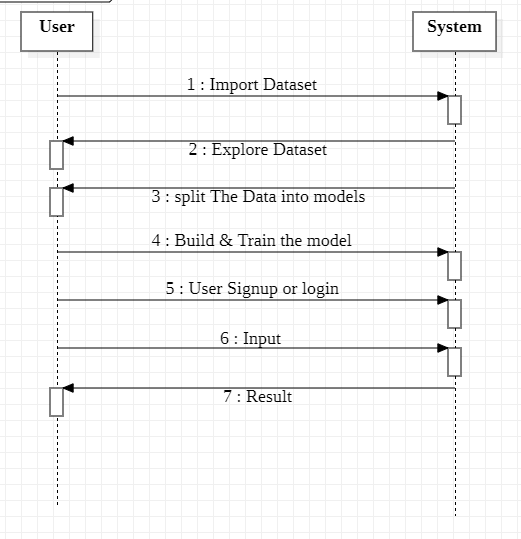 User
System
1 : Import Dataset
2 : Explore Dataset
3 : split The Data into models
4 : Build & Train the model
5 : User Signup or login
6 : Input
7 : Result